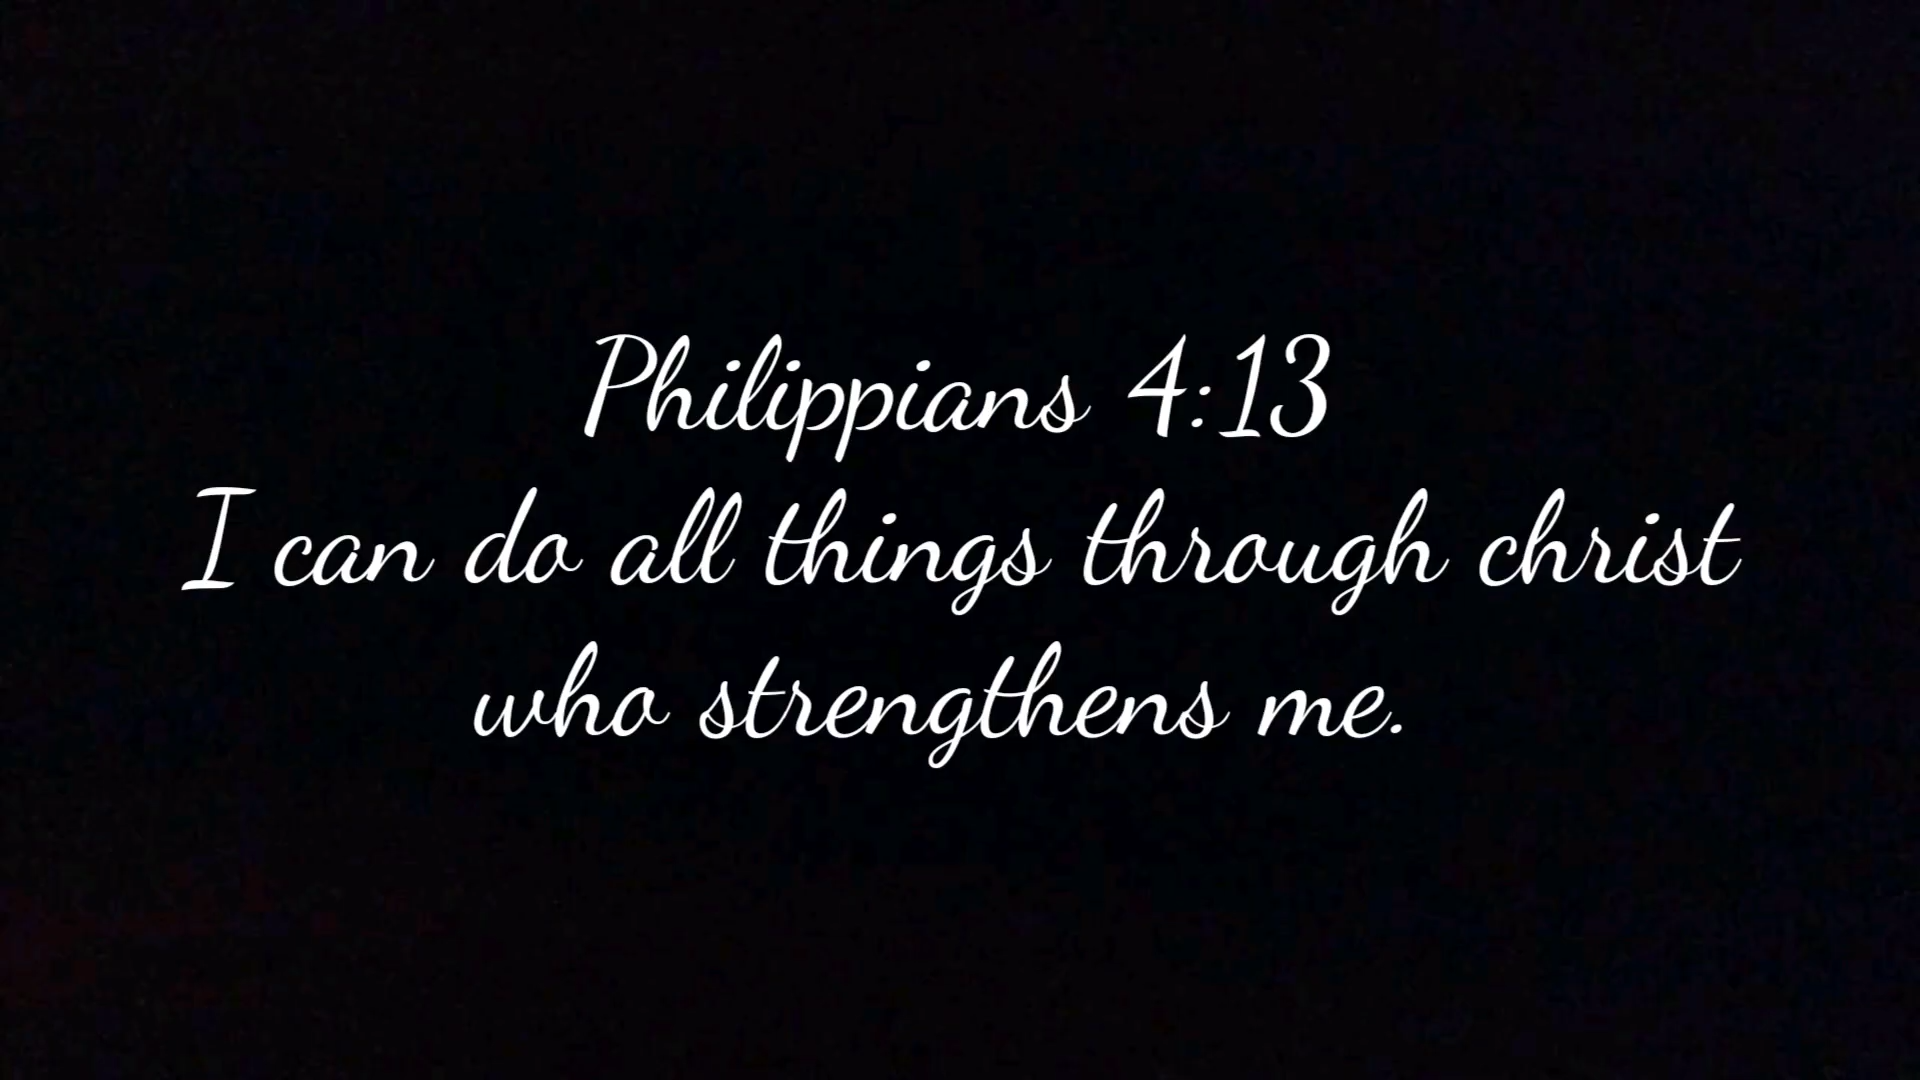 Philippians 4:13
I can do all things through christ
who strengthens me.